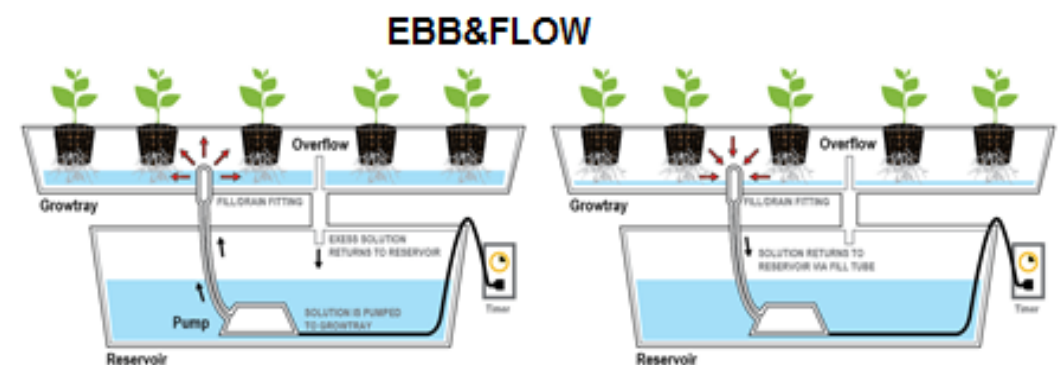 EBB&FLOW
Overflow
Growtray
FILL/DRAIN FITTING
EXESS SOLUTION
RETURNS TO RESERVOIR
SOLUTION IS PUMPED
TO GROWTRAY
Pump
Timer
Reservoir
Overflow
Growtray
FILL/DRAIN FITTING
SOLUTION RETURNS TO
RESERVOIR VIA FILL TUBE
Timer
Reservoir